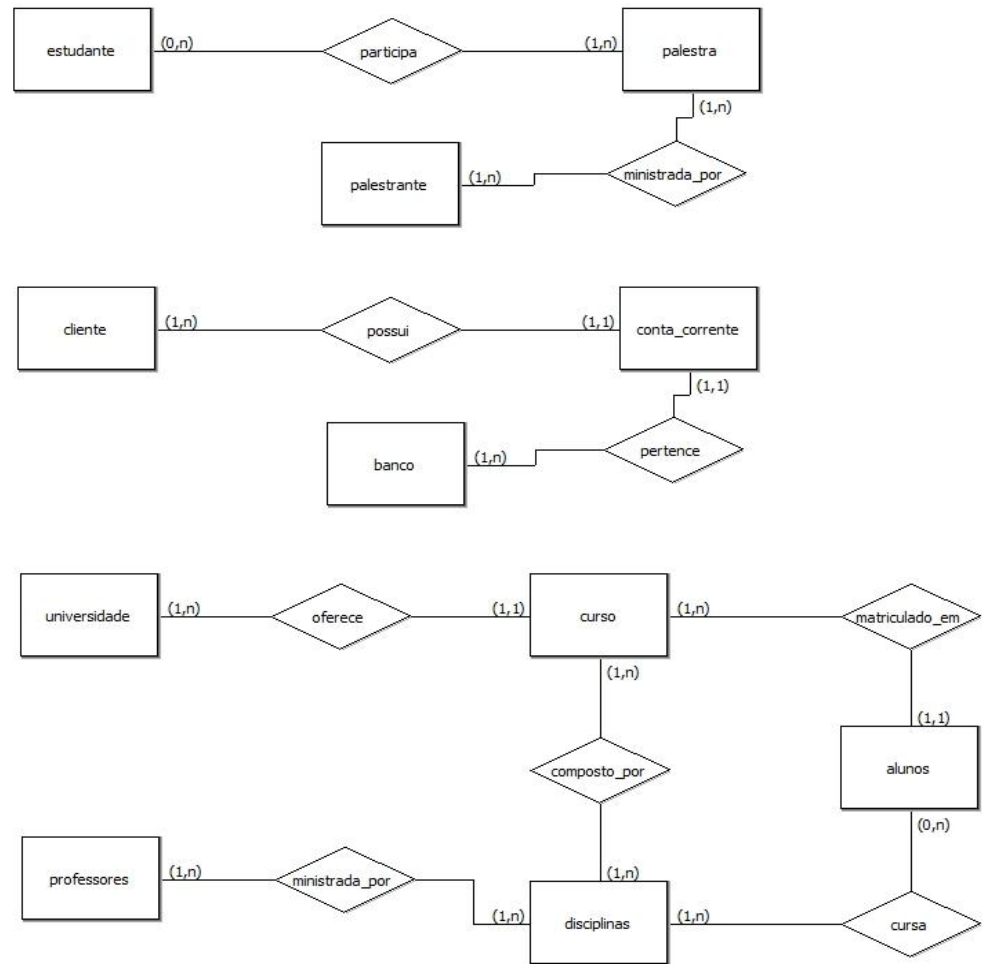 estudante (0,n) participa (1,n) palestra
(1,n)
palestrante (1,n) ministrada_por
cliente (1,n) possui (1,1) conta_corrente
(1,1)
banco (1,n) pertence
universidade (1,n) oferece (1,1) curso (1,n) matriculado_em
(1,n)
(1,1)
composto_por alunos
(0,n)
professores (1,n) ministrada_por
(1,n)
(1,n) disciplinas (1,n) cursa